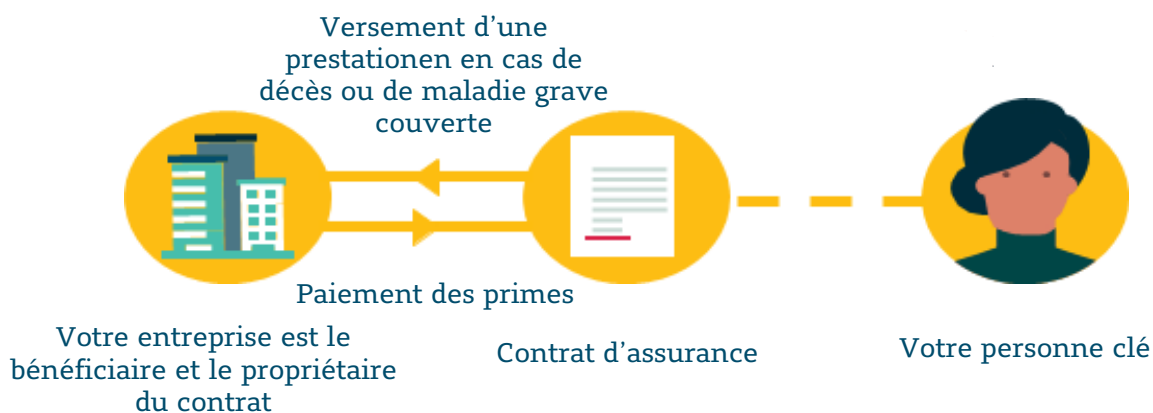 Versement d’une
prestationen en cas de
décès ou de maladie grave
couverte
Paiement des primes
Votre entreprise est le
bénéficiaire et le propriétaire
du contrat
Contrat d’assurance
Votre personne clé